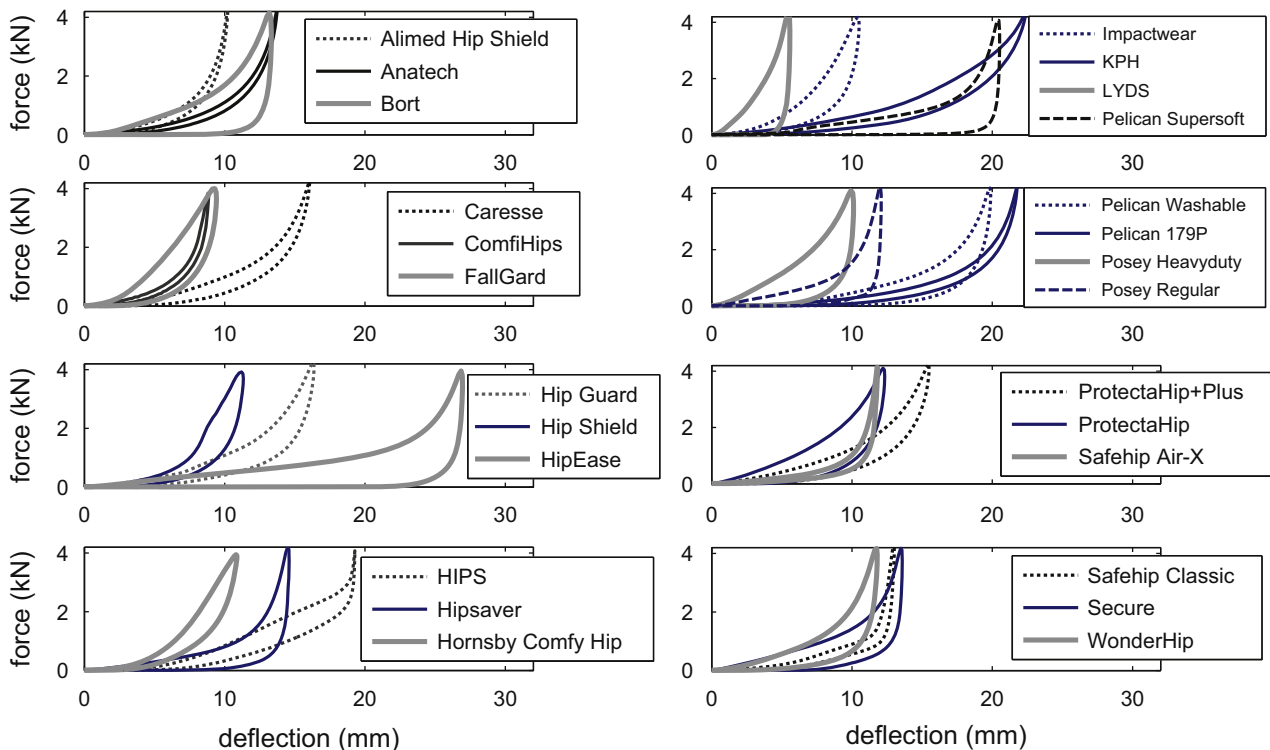 force (kN)
4
2
0
Alimed Hip Shield
Anatech
Bort
0 10 20 30
force (kN)
4
2
0
Caresse
ComfiHips
FallGard
0 10 20 30
force (kN)
4
2
0
Hip Guard
Hip Shield
HipEase
0 10 20 30
force (kN)
4
2
0
HIPS
Hipsaver
Hornsby Comfy Hip
0 10 20 30
deflection (mm)
4
2
0
Impactwear
KPH
LYDS
Pelican Supersoft
0 10 20 30
4
2
0
Pelican Washable
Pelican 179P
Posey Heavyduty
Posey Regular
0 10 20 30
4
2
0
ProtectaHip+Plus
ProtectaHip
Safehip Air-X
0 10 20 30
4
2
0
Safehip Classic
Secure
WonderHip
0 10 20 30
deflection (mm)